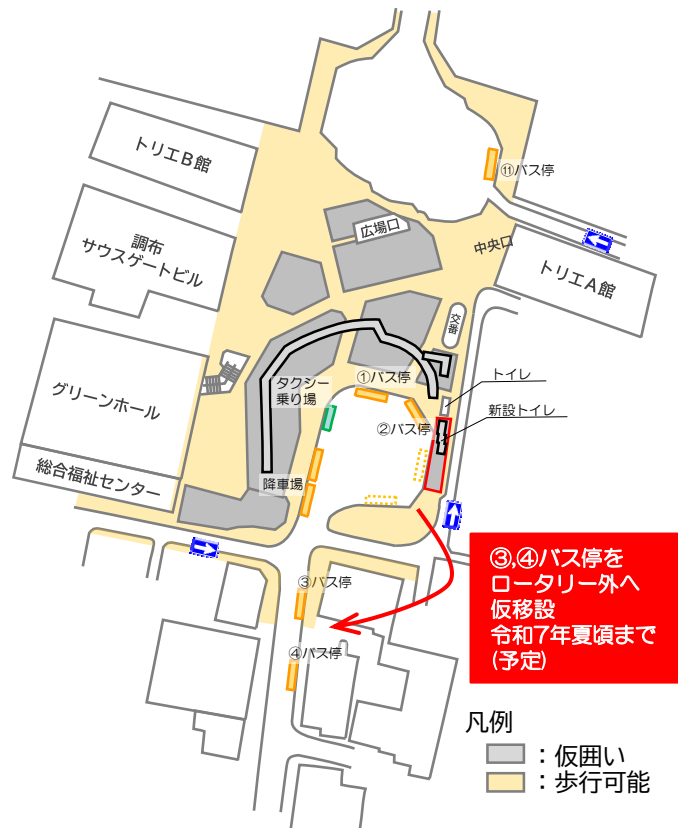 トリエB館
⑪バス停
広場口
中央口
調布
サウスゲートビル
トリエA館
交番
①バス停
トイレ
タクシー
乗り場
グリーンホール
新設トイレ
②バス停
総合福祉センター
降車場
③,④バス停を
ロータリー外へ
仮移設
令和7年夏頃まで
(予定)
③バス停
④バス停
凡例
：仮囲い
：歩行可能